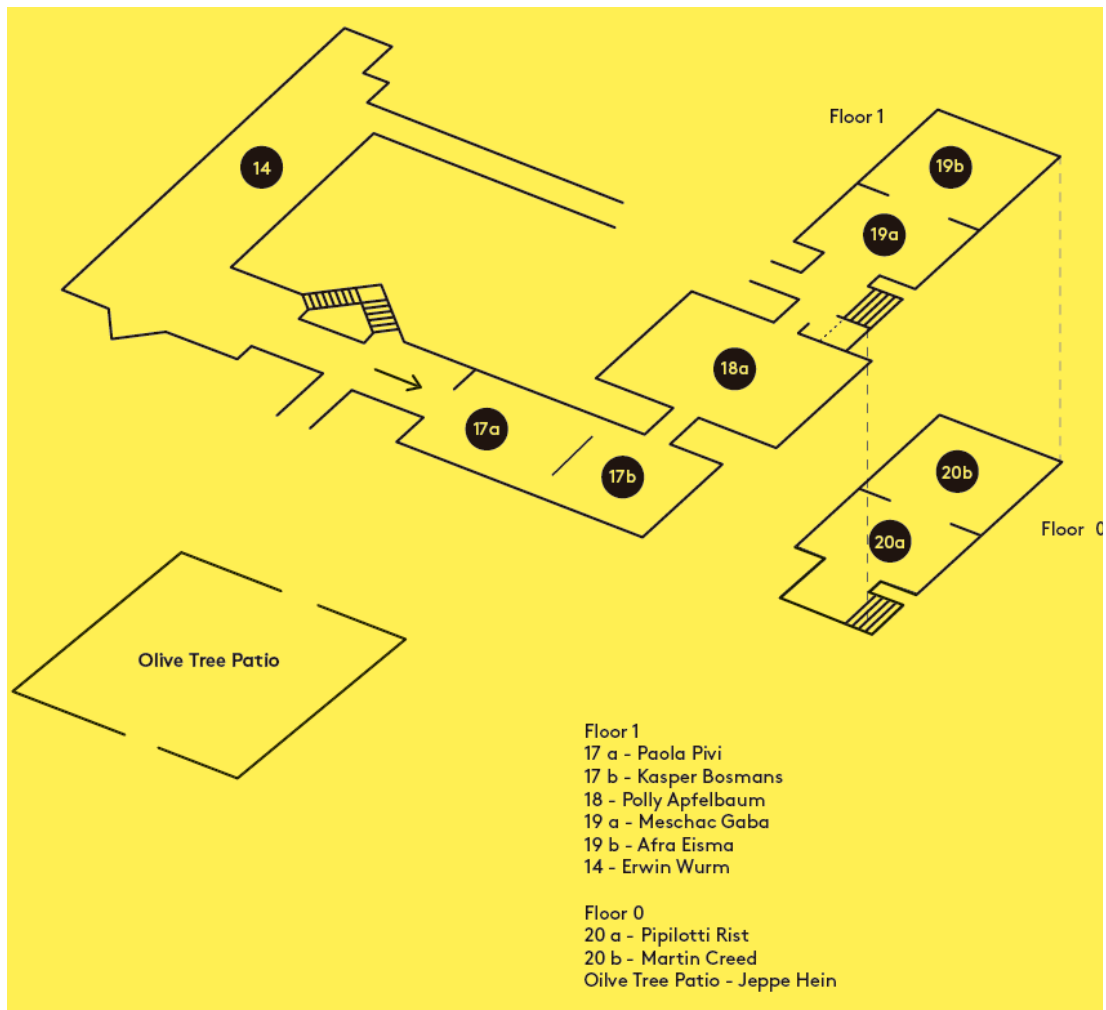 Floor 1
19b
14
19a
18a
17a
20b
17b
Floor 0
20a
Olive Tree Patio
Floor 1
17 a - Paola Pivi
17 b - Kasper Bosmans
18 - Polly Apfelbaum
19 a - Meschac Gaba
19 b - Afra Eisma
14 - Erwin Wurm
Floor 0
20 a - Pipilotti Rist
20 b - Martin Creed
Oilve Tree Patio - Jeppe Hein